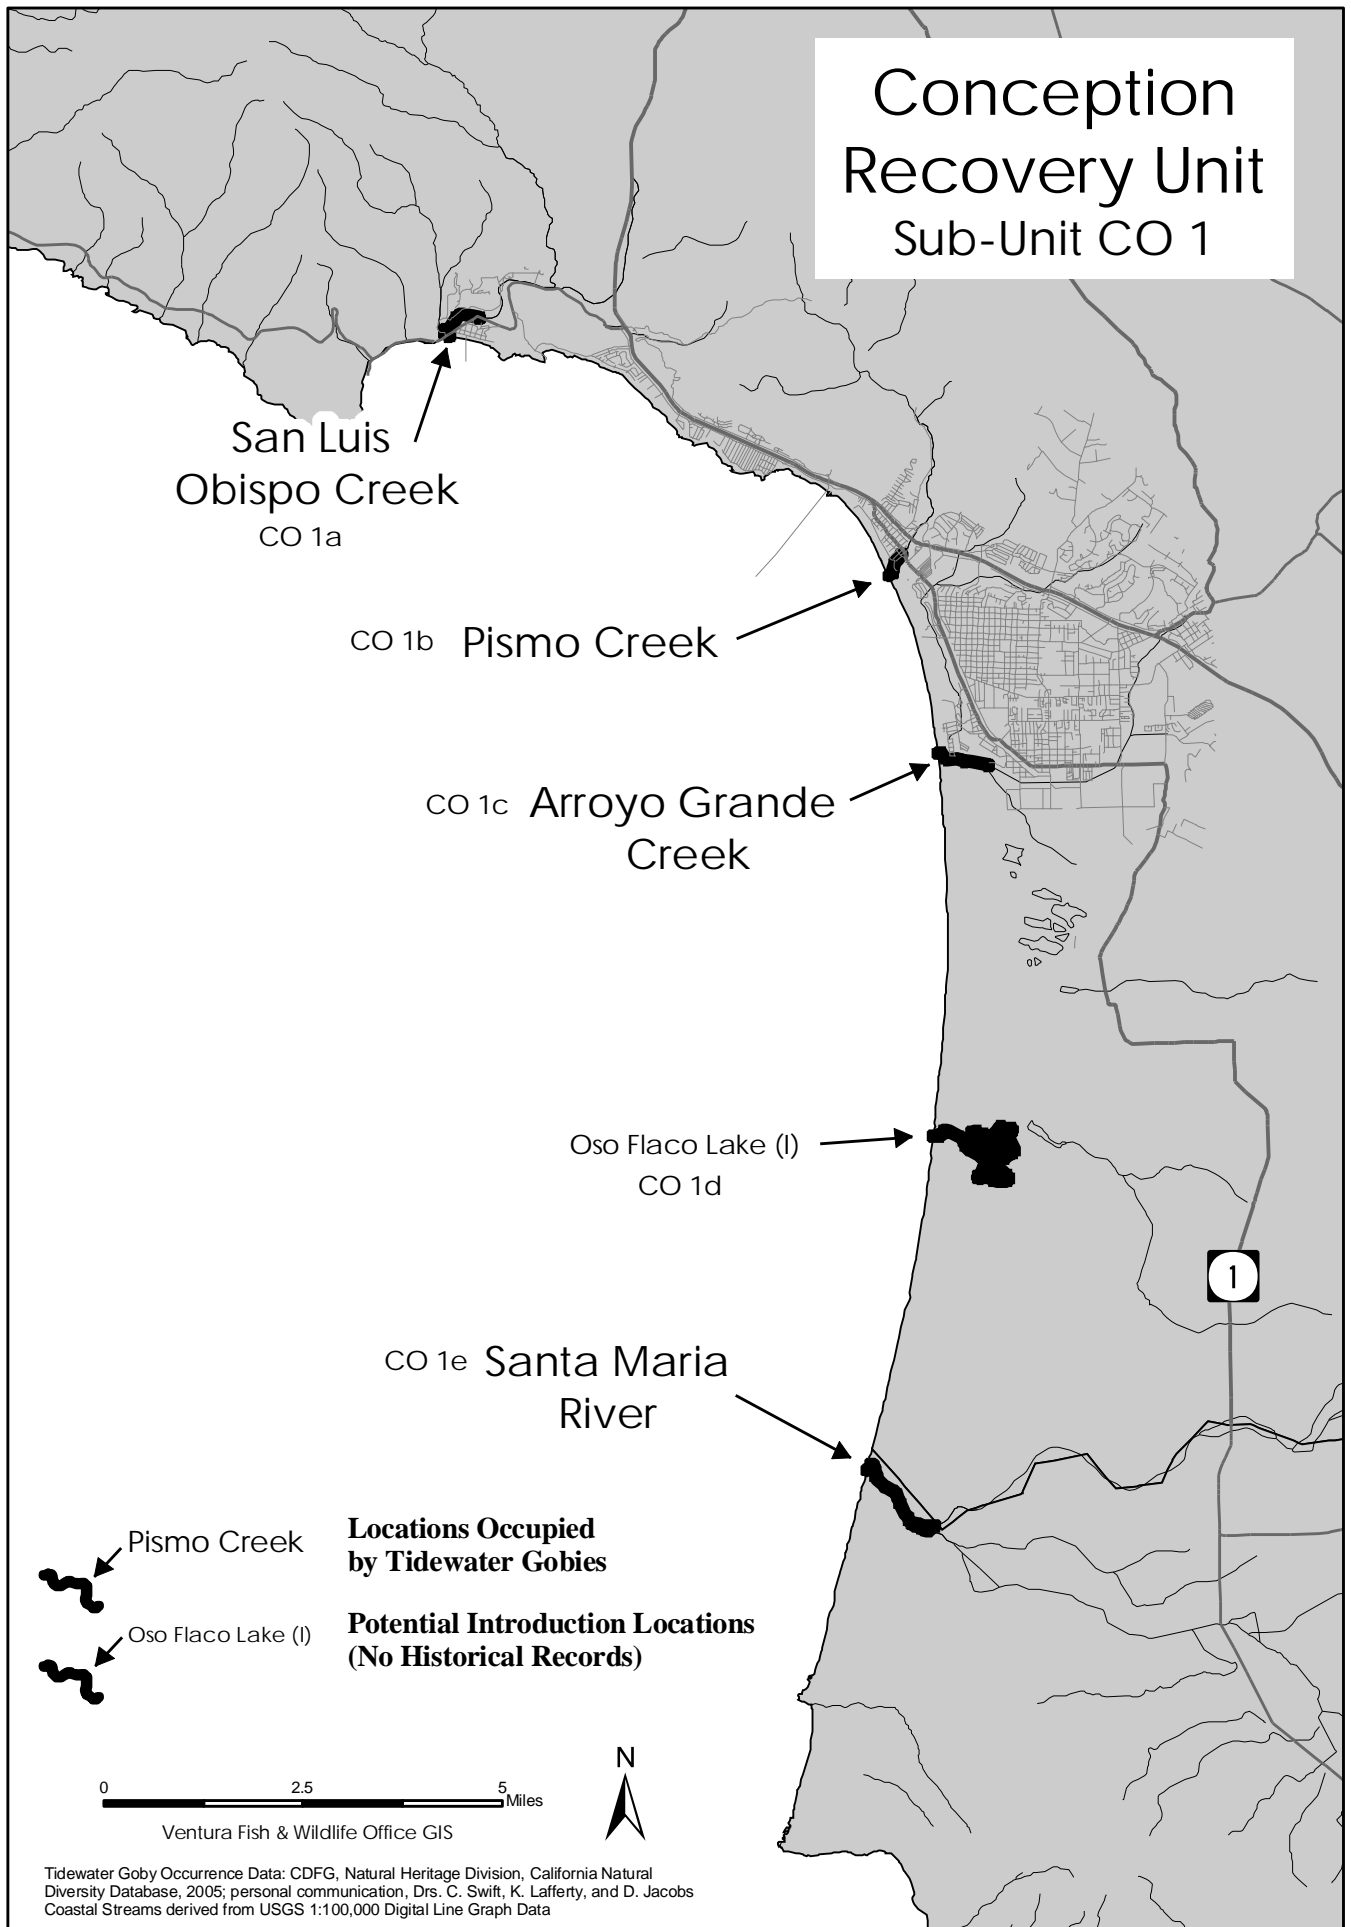 Conception
Recovery Unit
Sub-Unit CO 1
San Luis
Obispo Creek
CO 1a
CO 1b Pismo Creek
CO 1c Arroyo Grande
Creek
Oso Flaco Lake (I)
CO 1d
1
CO 1e Santa Maria
River
Pismo Creek
Locations Occupied
by Tidewater Gobies
Oso Flaco Lake (I)
Potential Introduction Locations
(No Historical Records)
N
0 2.5 5
Miles
Ventura Fish & Wildlife Office GIS
Tidewater Goby Occurrence Data: CDFG, Natural Heritage Division, California Natural
Diversity Database, 2005; personal communication, Drs. C. Swift, K. Lafferty, and D. Jacobs
Coastal Streams derived from USGS 1:100,000 Digital Line Graph Data